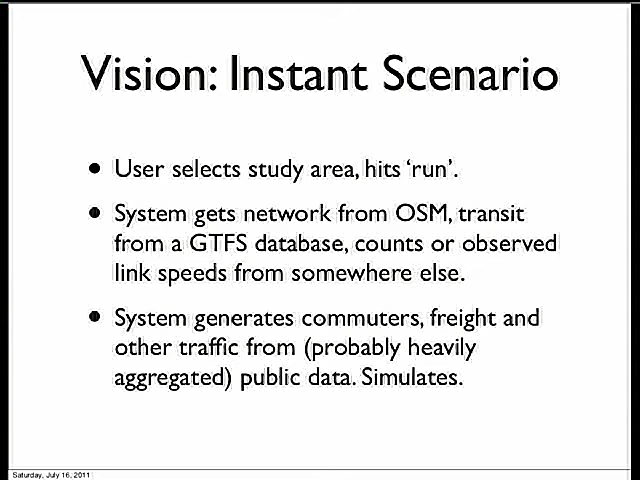 Vision: Instant Scenario
• User selects study area, hits ‘run’.
• System gets network from OSM, transit
from a GTFS database, counts or observed
link speeds from somewhere else.
• System generates commuters, freight and
other traffic from (probably heavily
aggregated) public data. Simulates.
Saturday, July 16, 2011